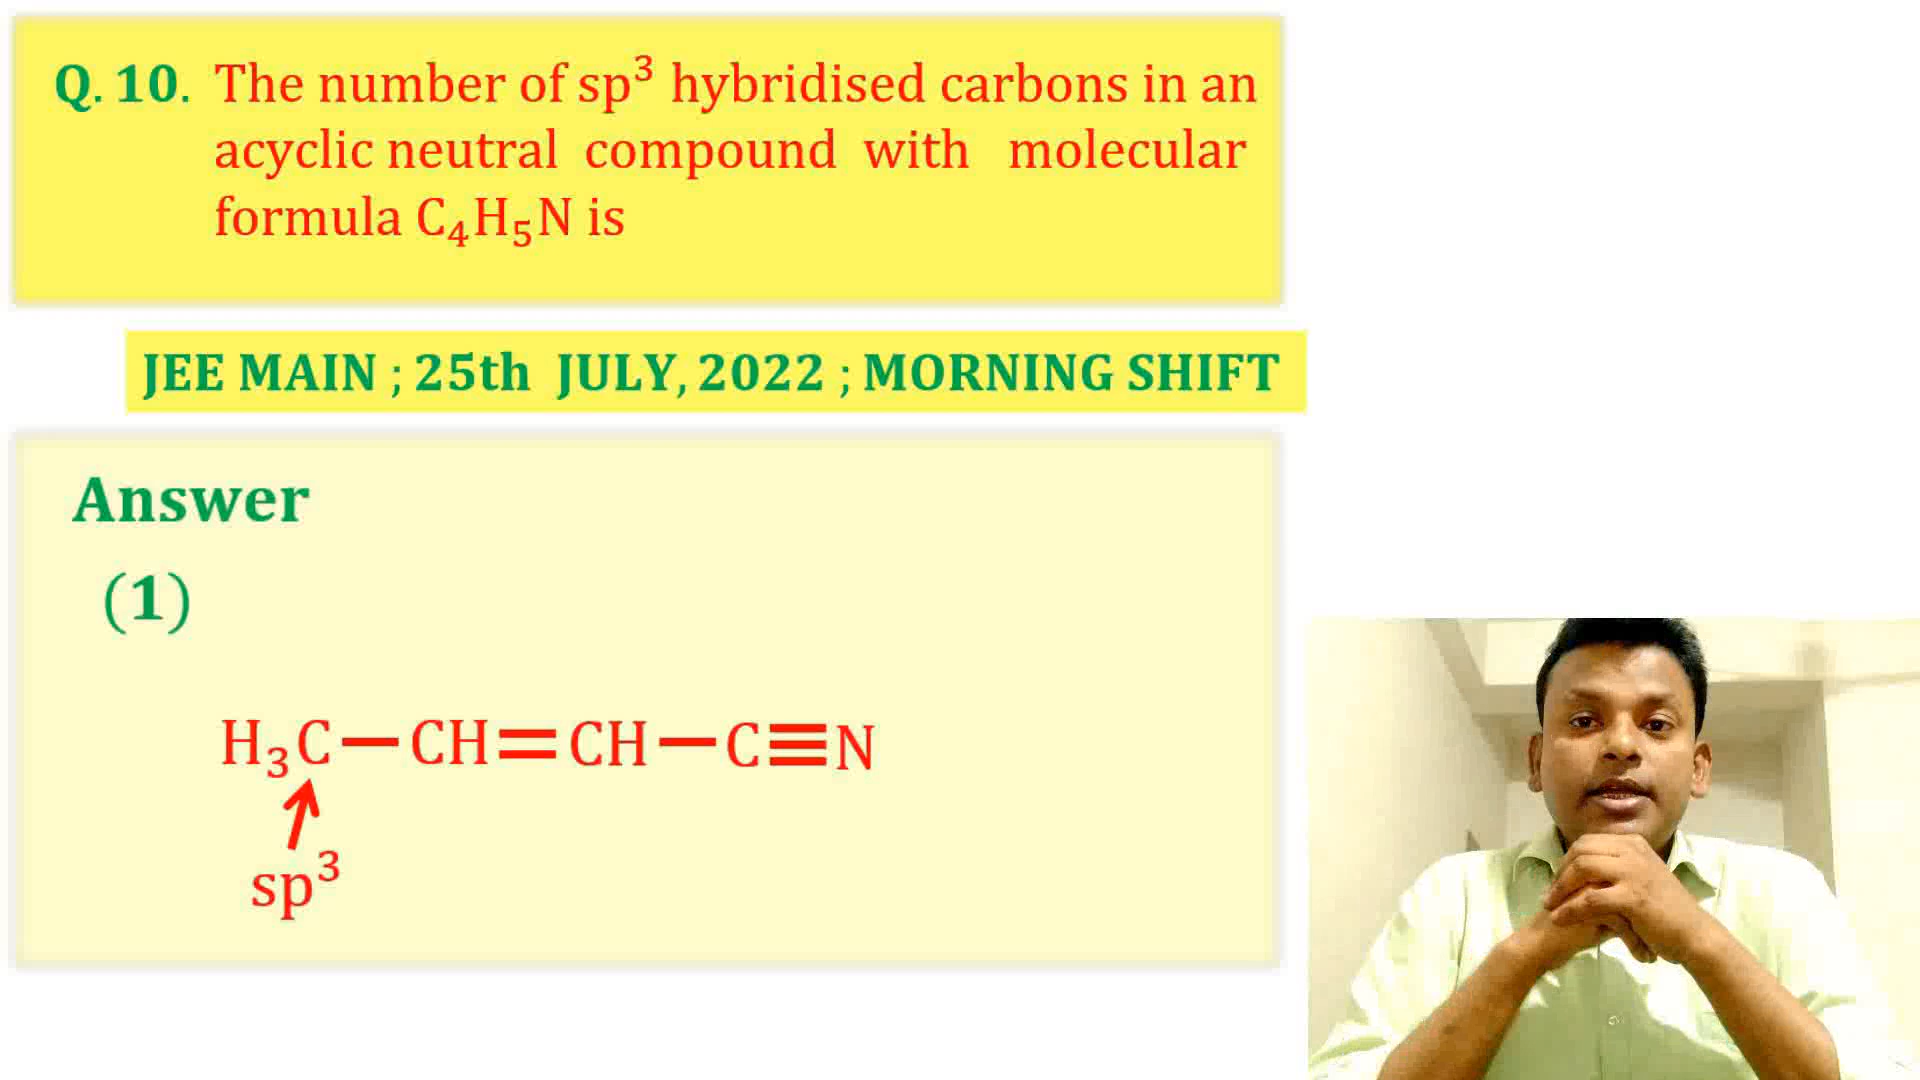 Q. 10. The number of sp³ hybridised carbons in an
acyclic neutral compound with molecular
formula C₄H₅N is
JEE MAIN ; 25th JULY, 2022 ; MORNING SHIFT
Answer
(1)
H₃C—CH=CH—C≡N
sp³